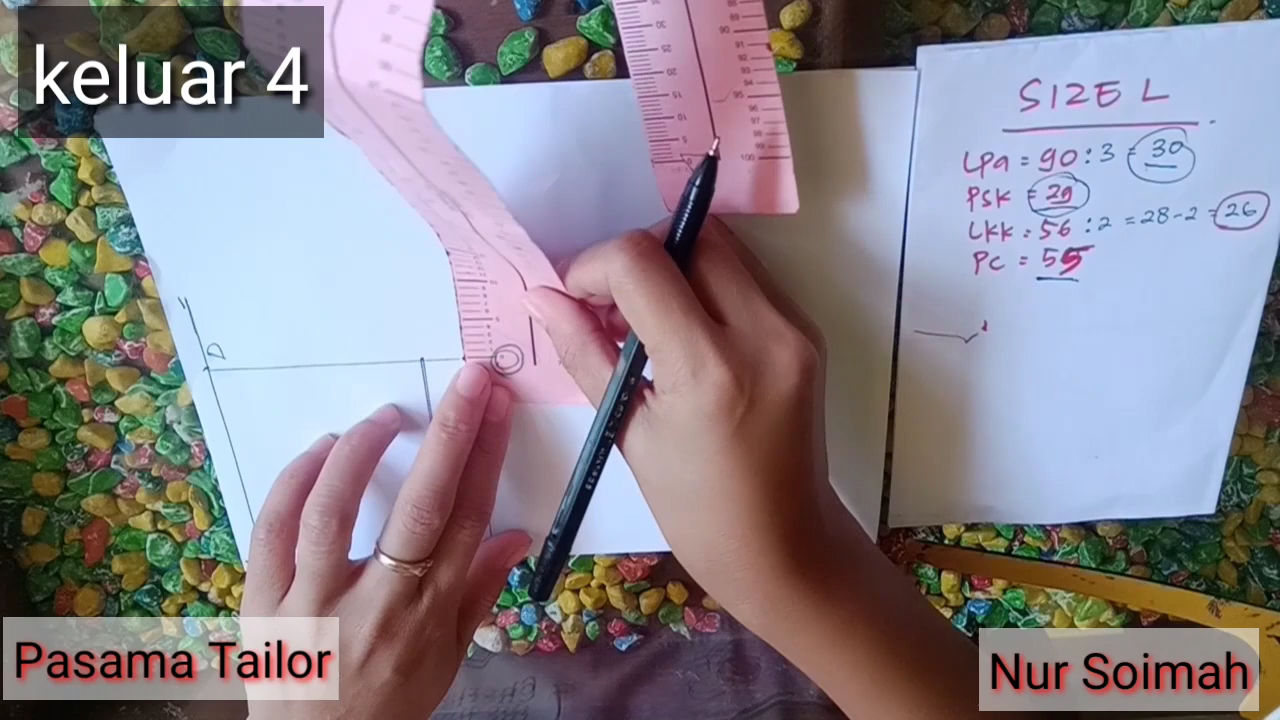 keluar 4
SIZE L
Lpa = 90 : 3 = 30
PSK = 29
LKK = 56 : 2 = 28 - 2 = 26
PC = 55
D
Pasama Tailor
Nur Soimah